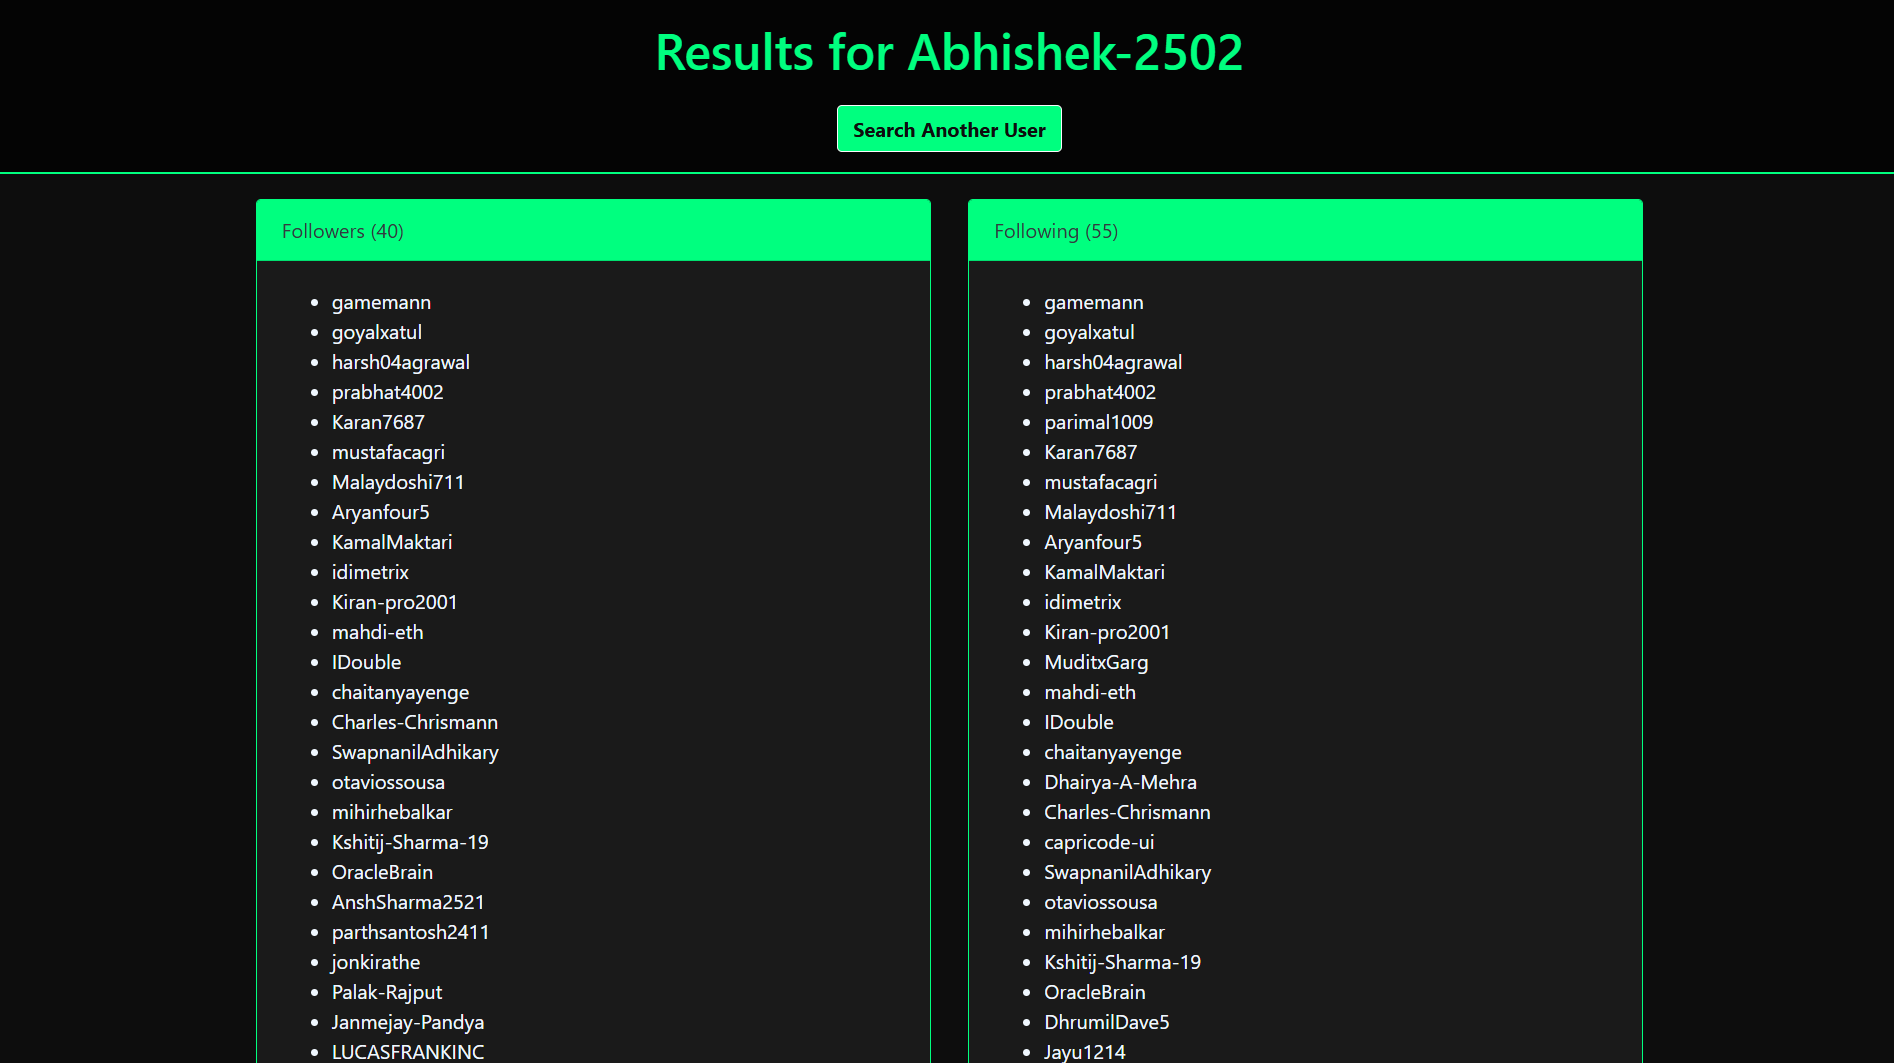 Results for Abhishek-2502
Search Another User
Followers (40)
gamemann
goyalxatul
harsh04agrawal
prabhat4002
Karan7687
mustafacagri
Malaydoshi711
Aryanfour5
KamalMaktari
idimetrix
Kiran-pro2001
mahdi-eth
IDouble
chaitanyayenge
Charles-Chrismann
SwapnanilAdhikary
otaviossousa
mihirhebalkar
Kshitij-Sharma-19
OracleBrain
AnshSharma2521
parthsantosh2411
jonkirathe
Palak-Rajput
Janmejay-Pandya
LUCASFRANKINC
Following (55)
gamemann
goyalxatul
harsh04agrawal
prabhat4002
parimal1009
Karan7687
mustafacagri
Malaydoshi711
Aryanfour5
KamalMaktari
idimetrix
Kiran-pro2001
MuditxGarg
mahdi-eth
IDouble
chaitanyayenge
Dhairya-A-Mehra
Charles-Chrismann
capricode-ui
SwapnanilAdhikary
otaviossousa
mihirhebalkar
Kshitij-Sharma-19
OracleBrain
DhrumilDave5
Jayu1214